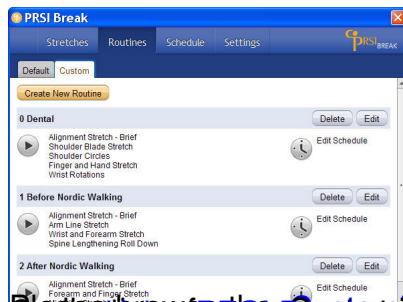 PRSI Break
Stretches Routines Schedule Settings
PRSI BREAK
Default Custom
Create New Routine
0 Dental Delete Edit
Alignment Stretch - Brief
Shoulder Blade Stretch
Shoulder Circles
Finger and Hand Stretch
Wrist Rotations
Edit Schedule
1 Before Nordic Walking Delete Edit
Alignment Stretch - Brief
Arm Line Stretch
Wrist and Forearm Stretch
Spine Lengthening Roll Down
Edit Schedule
2 After Nordic Walking Delete Edit
Alignment Stretch - Brief
Forearm and Finger Stretch
Edit Schedule